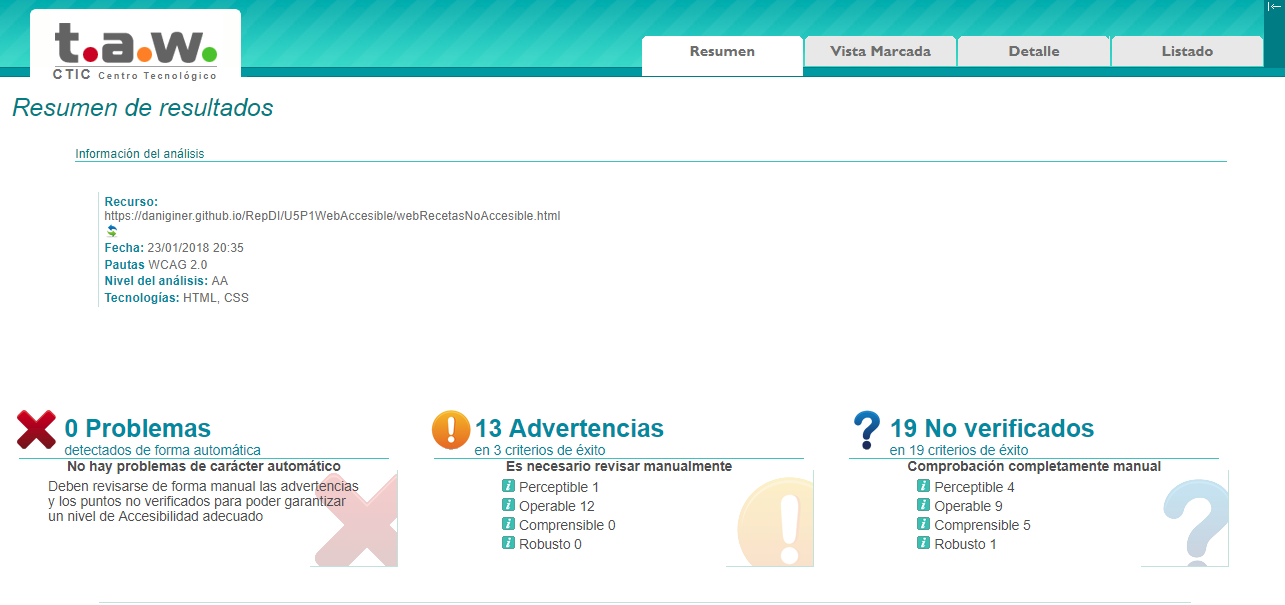 t.a.w.
CTIC Centro Tecnológico
Resumen
Vista Marcada
Detalle
Listado
Resumen de resultados
Información del análisis
Recurso:
https://daniginer.github.io/RepDI/U5P1WebAccesible/webRecetasNoAccesible.html
Fecha: 23/01/2018 20:35
Pautas WCAG 2.0
Nivel del análisis: AA
Tecnologías: HTML, CSS
0 Problemas
detectados de forma automática
No hay problemas de carácter automático
Deben revisarse de forma manual las advertencias
y los puntos no verificados para poder garantizar
un nivel de Accesibilidad adecuado
13 Advertencias
en 3 criterios de éxito
Es necesario revisar manualmente
Perceptible 1
Operable 12
Comprensible 0
Robusto 0
19 No verificados
en 19 criterios de éxito
Comprobación completamente manual
Perceptible 4
Operable 9
Comprensible 5
Robusto 1